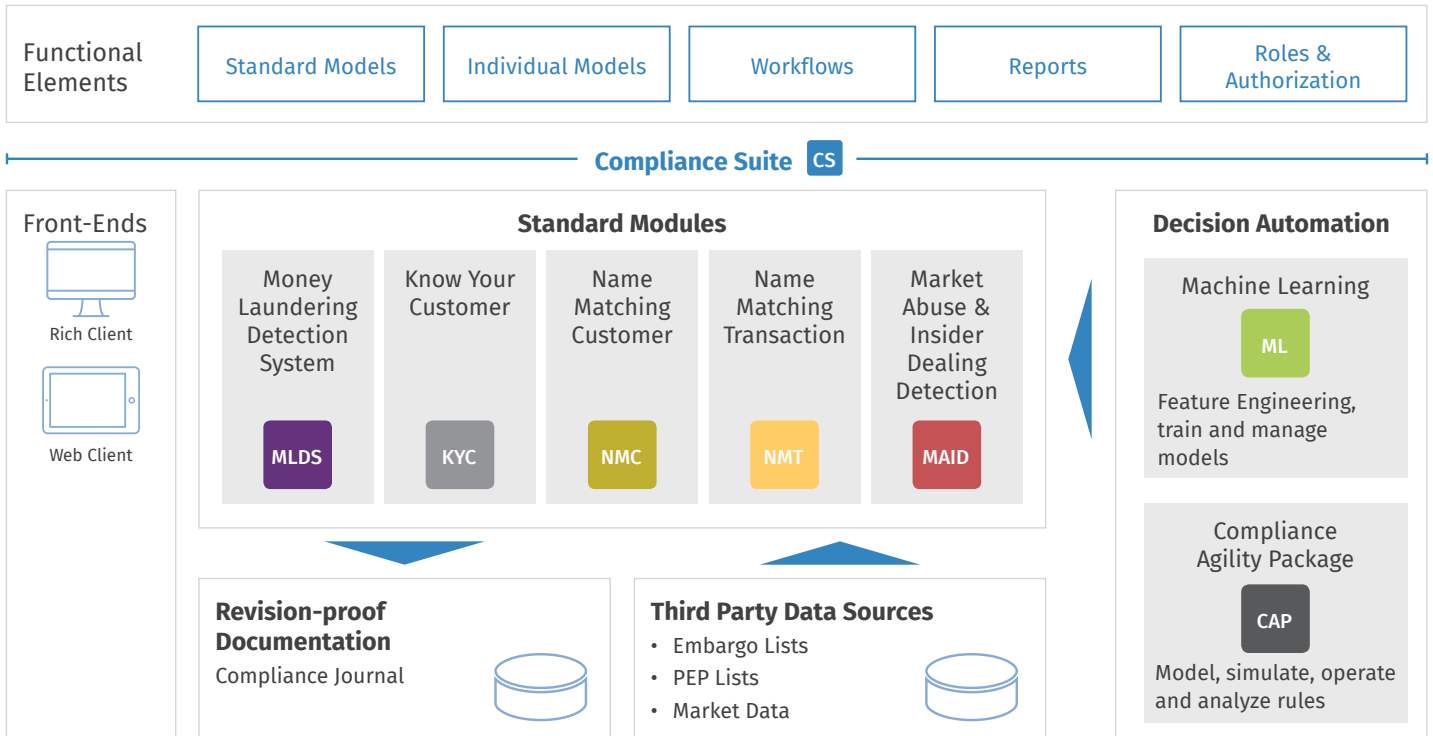 Functional
Elements
Standard Models
Individual Models
Workflows
Reports
Roles &
Authorization
Compliance Suite CS
Front-Ends
Rich Client
Web Client
Standard Modules
Money
Laundering
Detection
System
MLDS
Know Your
Customer
KYC
Name
Matching
Customer
NMC
Name
Matching
Transaction
NMT
Market
Abuse &
Insider
Dealing
Detection
MAID
Revision-proof
Documentation
Compliance Journal
Third Party Data Sources
• Embargo Lists
• PEP Lists
• Market Data
Decision Automation
Machine Learning
ML
Feature Engineering,
train and manage
models
Compliance
Agility Package
CAP
Model, simulate, operate
and analyze rules